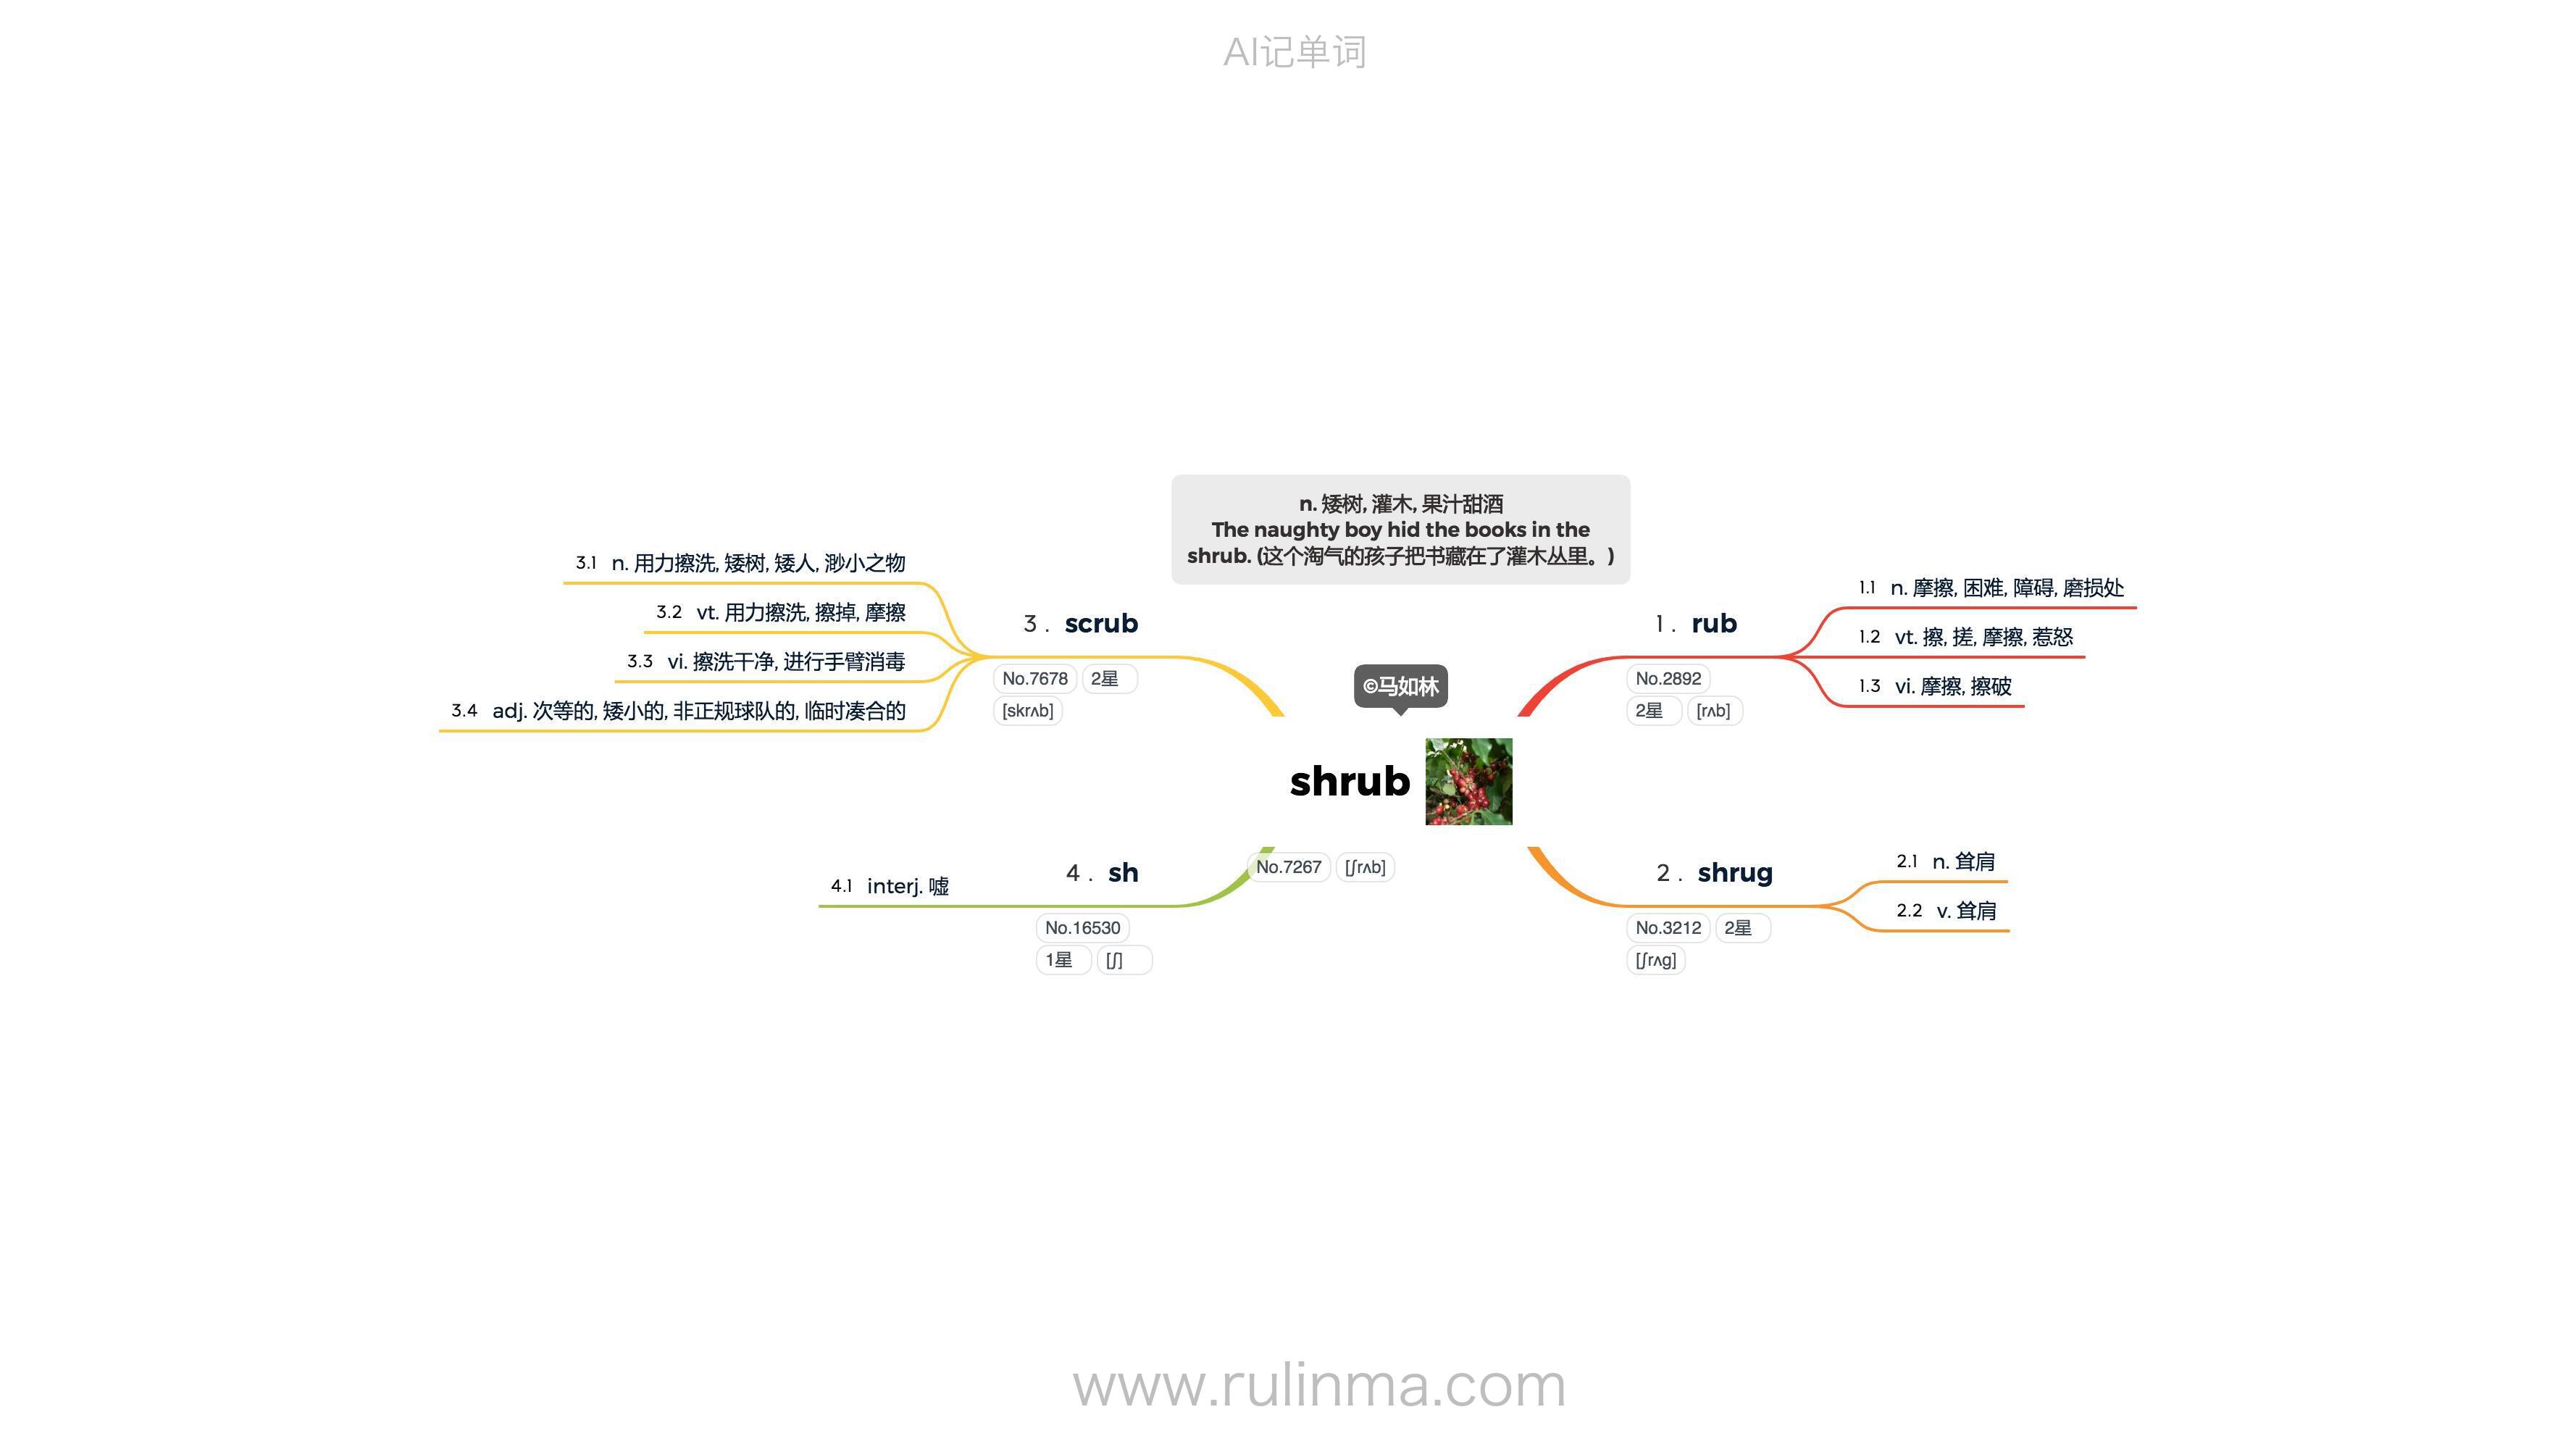 AI记单词
n. 矮树, 灌木, 果汁甜酒
The naughty boy hid the books in the
shrub. (这个淘气的孩子把书藏在了灌木丛里。)
©马如林
shrub
No.7267 [ʃrʌb]
1. rub
No.2892
2星 [rʌb]
1.1 n. 摩擦, 困难, 障碍, 磨损处
1.2 vt. 擦, 搓, 摩擦, 惹怒
1.3 vi. 摩擦, 擦破
2. shrug
No.3212 2星
[ʃrʌg]
2.1 n. 耸肩
2.2 v. 耸肩
3. scrub
No.7678 2星
[skrʌb]
3.1 n. 用力擦洗, 矮树, 矮人, 渺小之物
3.2 vt. 用力擦洗, 擦掉, 摩擦
3.3 vi. 擦洗干净, 进行手臂消毒
3.4 adj. 次等的, 矮小的, 非正规球队的, 临时凑合的
4. sh
No.16530
1星 [ʃ]
4.1 interj. 嘘
www.rulinma.com